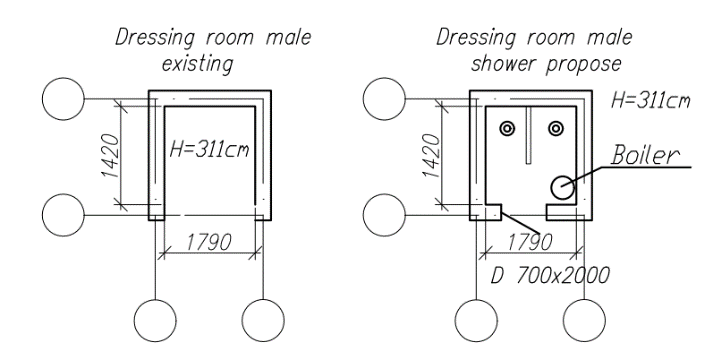 Dressing room male
existing
1420
H=311cm
1790
Dressing room male
shower propose
H=311cm
1420
Boiler
1790
D 700x2000